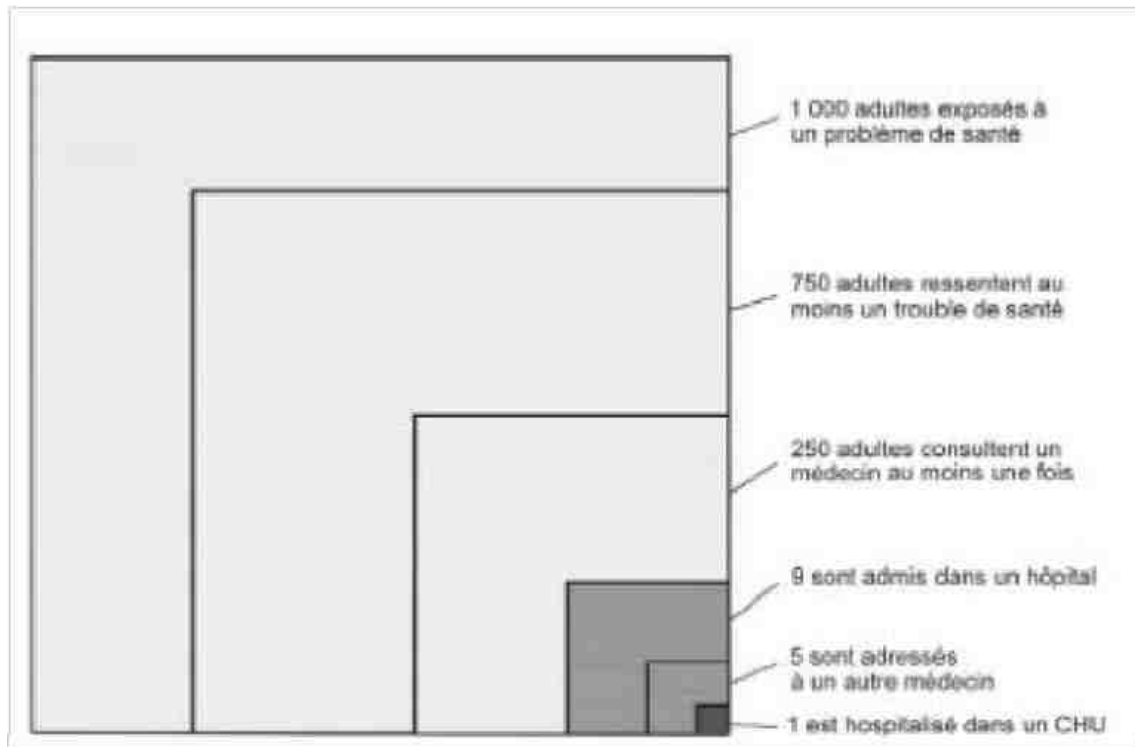 1 000 adultes exposés à
un problème de santé
750 adultes ressentent au
moins un trouble de santé
250 adultes consultent un
médecin au moins une fois
9 sont admis dans un hôpital
5 sont adressés
à un autre médecin
1 est hospitalisé dans un CHU